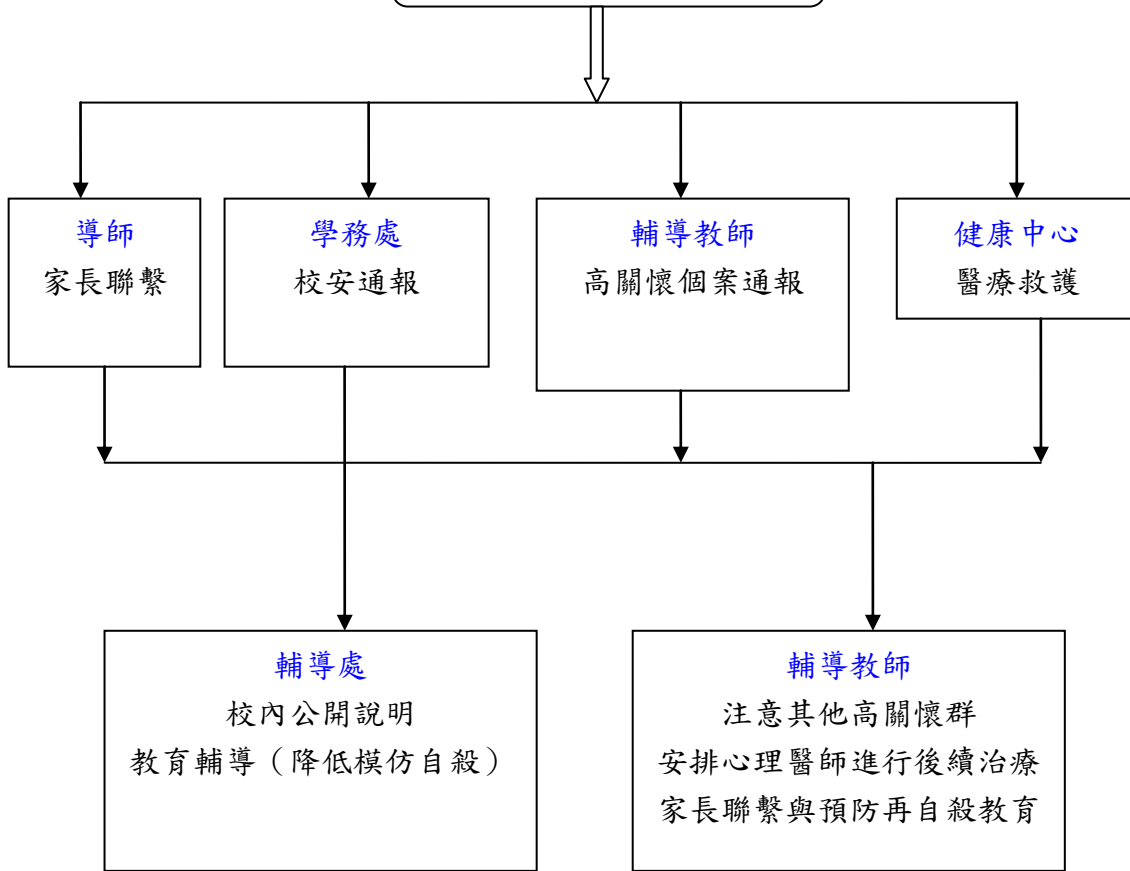 導師
家長聯繫
學務處
校安通報
輔導教師
高關懷個案通報
健康中心
醫療救護
輔導處
校內公開說明
教育輔導（降低模仿自殺）
輔導教師
注意其他高關懷群
安排心理醫師進行後續治療
家長聯繫與預防再自殺教育